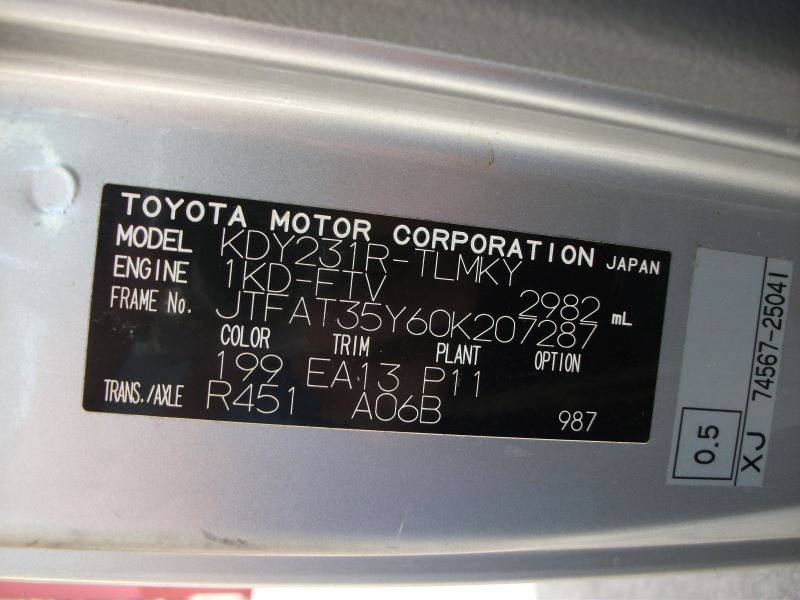 TOYOTA MOTOR CORPORATION JAPAN
MODEL KDY231R-TLMKY
ENGINE 1KD-FTV 2982 mL
FRAME No. JTFAT35Y60K207287
COLOR TRIM PLANT OPTION
199 EA13 P11
TRANS./AXLE R451 A06B 987
0.5
XJ 74567-25041